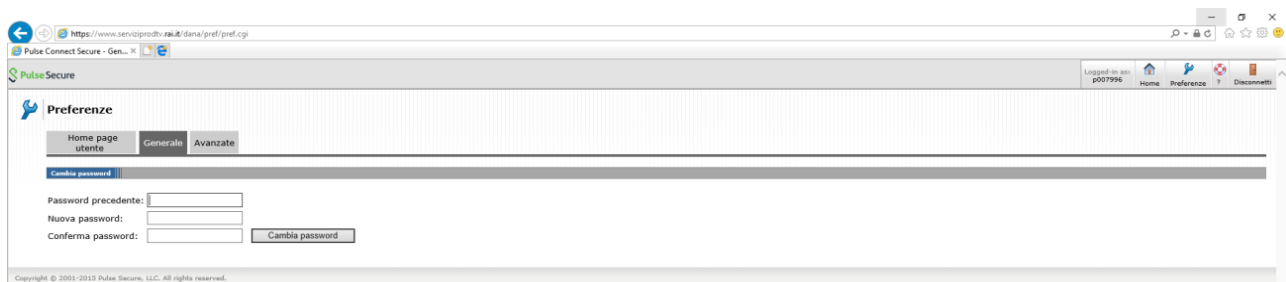 https://www.serviziprodtv.rai.it/dana/pref/pref.cgi
Pulse Connect Secure - Gen...
Pulse Secure
Logged-in as:
p007996
Home
Preferenze
?
Disconnetti
Preferenze
Home page
utente
Generale
Avanzate
Cambia password
Password precedente:
Nuova password:
Conferma password:
Cambia password
Copyright © 2001-2015 Pulse Secure, LLC. All rights reserved.